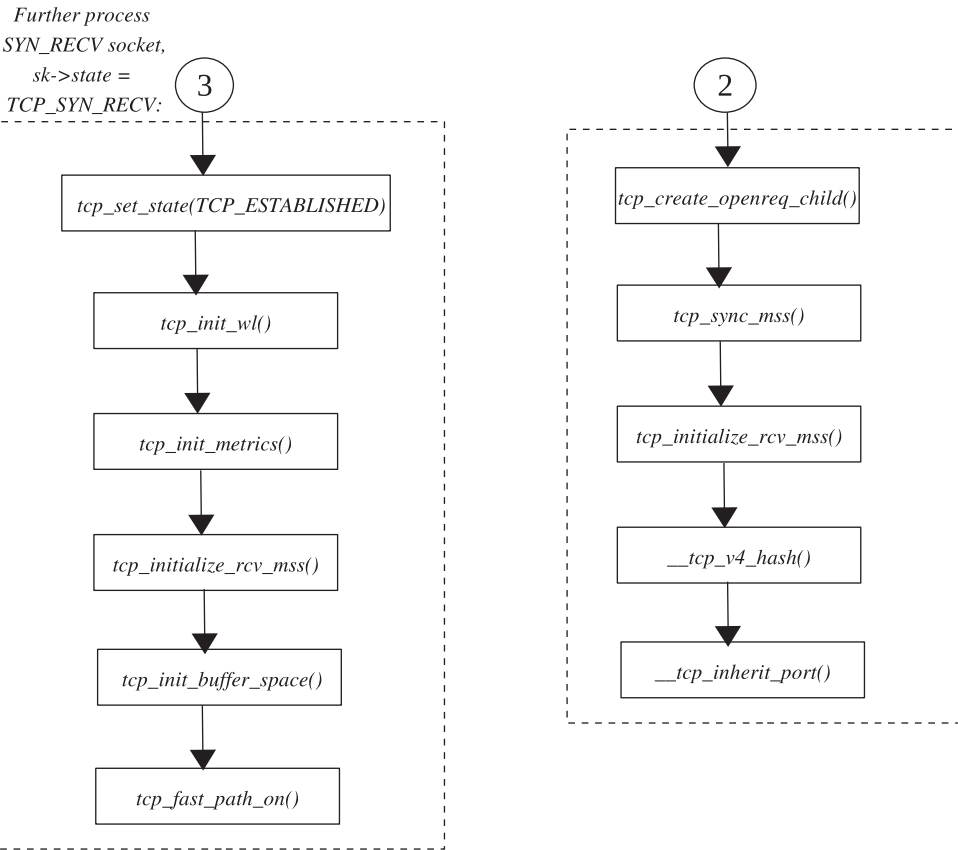 Further process
SYN_RECV socket,
sk->state =
TCP_SYN_RECV:
3
tcp_set_state(TCP_ESTABLISHED)
tcp_init_wl()
tcp_init_metrics()
tcp_initialize_rcv_mss()
tcp_init_buffer_space()
tcp_fast_path_on()
2
tcp_create_openreq_child()
tcp_sync_mss()
tcp_initialize_rcv_mss()
__tcp_v4_hash()
__tcp_inherit_port()